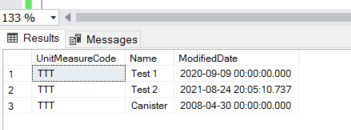 133 %
Results Messages
UnitMeasureCode Name ModifiedDate
1 TTT Test 1 2020-09-09 00:00:00.000
2 TTT Test 2 2021-08-24 20:05:10.737
3 TTT Canister 2008-04-30 00:00:00.000